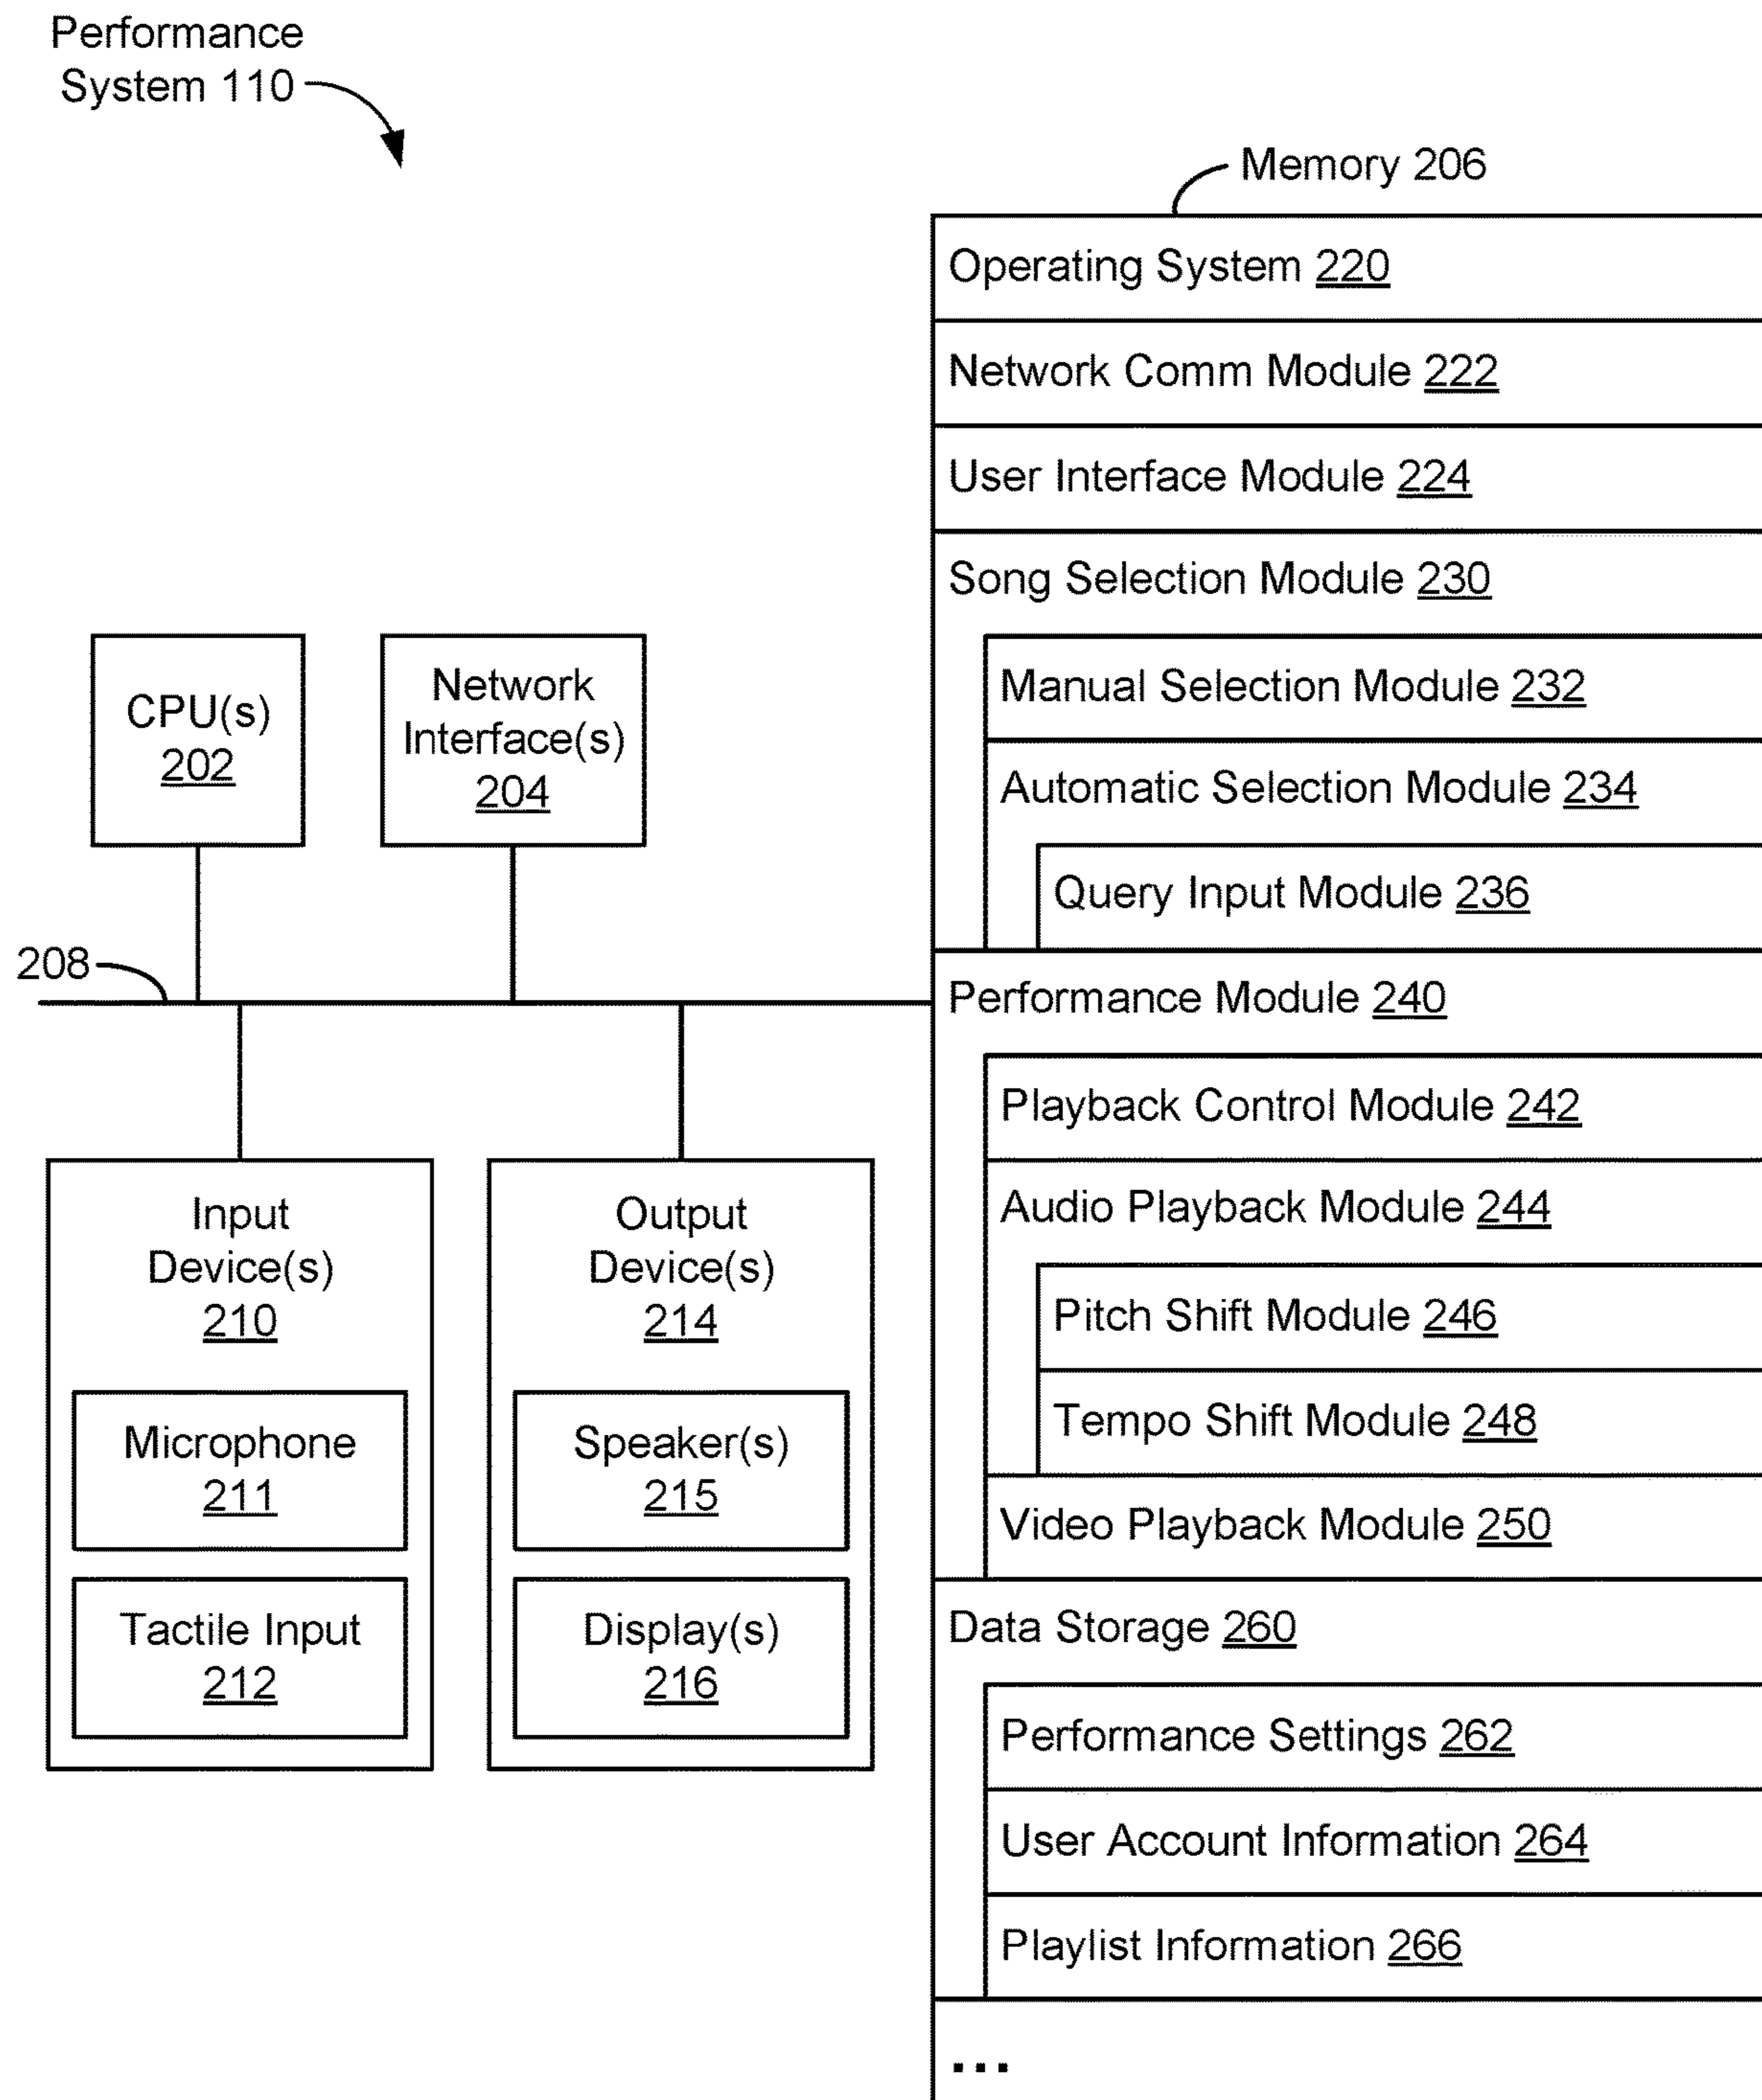 Performance
System 110
Memory 206
Operating System 220
Network Comm Module 222
User Interface Module 224
Song Selection Module 230
Manual Selection Module 232
Automatic Selection Module 234
Query Input Module 236
Performance Module 240
Playback Control Module 242
Audio Playback Module 244
Pitch Shift Module 246
Tempo Shift Module 248
Video Playback Module 250
Data Storage 260
Performance Settings 262
User Account Information 264
Playlist Information 266
...
CPU(s)
202
Network
Interface(s)
204
208
Input
Device(s)
210
Microphone
211
Tactile Input
212
Output
Device(s)
214
Speaker(s)
215
Display(s)
216